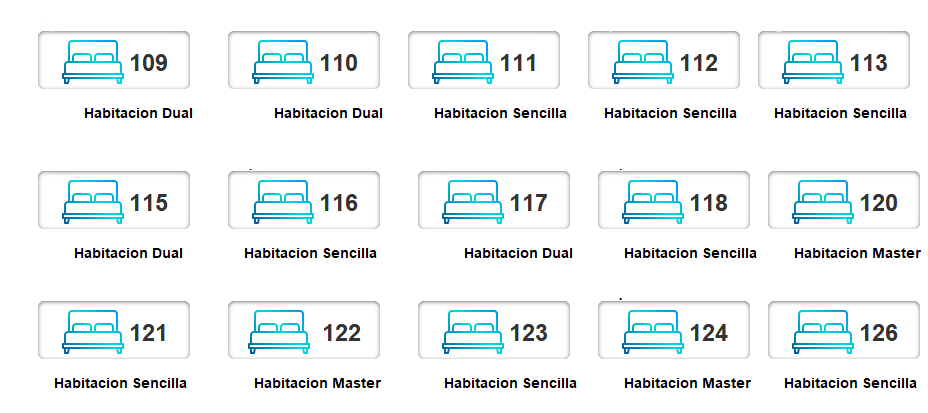 109 110 111 112 113
Habitacion Dual Habitacion Dual Habitacion Sencilla Habitacion Sencilla Habitacion Sencilla
115 116 117 118 120
Habitacion Dual Habitacion Sencilla Habitacion Dual Habitacion Sencilla Habitacion Master
121 122 123 124 126
Habitacion Sencilla Habitacion Master Habitacion Sencilla Habitacion Master Habitacion Sencilla